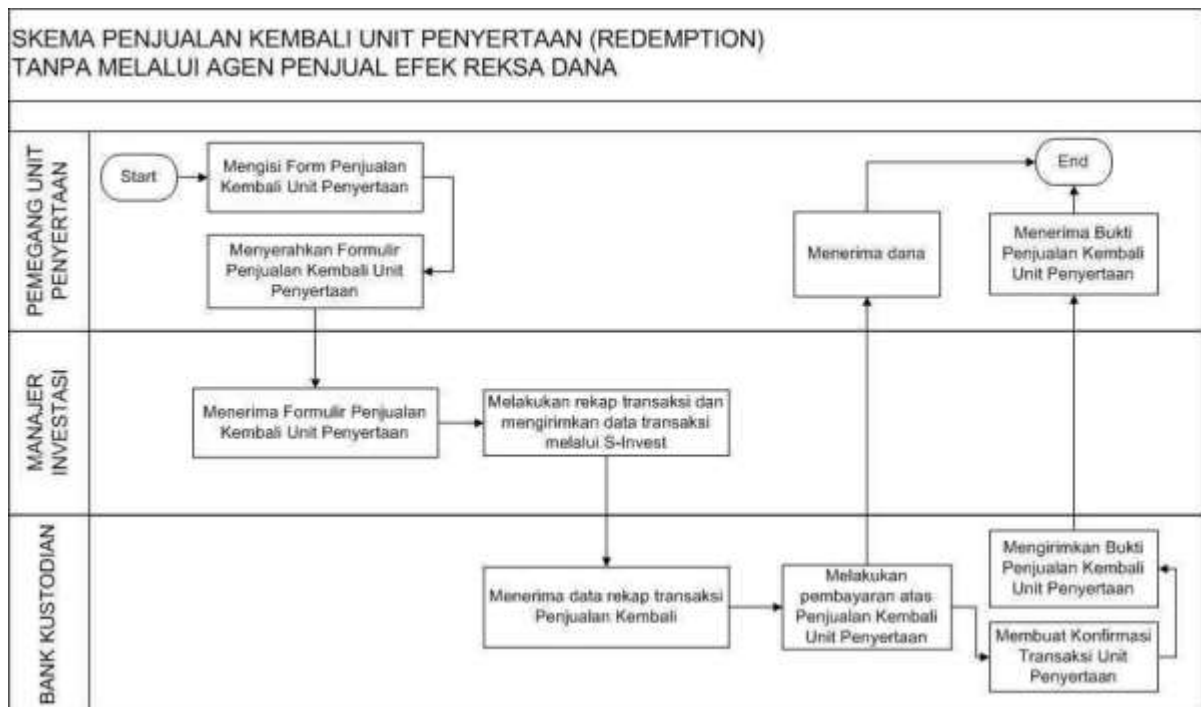 SKEMA PENJUALAN KEMBALI UNIT PENYERTAAN (REDEMPTION)
TANPA MELALUI AGEN PENJUAL EFEK REKSA DANA
PEMEGANG UNIT
PENYERTAAN
Start
Mengisi Form Penjualan
Kembali Unit Penyertaan
Menyerahkan Formulir
Penjualan Kembali Unit
Penyertaan
Menerima dana
End
Menerima Bukti
Penjualan Kembali
Unit Penyertaan
MANAJER
INVESTASI
Menerima Formulir Penjualan
Kembali Unit Penyertaan
Melakukan rekap transaksi dan
mengirimkan data transaksi
melalui S-Invest
BANK KUSTODIAN
Menerima data rekap transaksi
Penjualan Kembali
Melakukan
pembayaran atas
Penjualan Kembali
Unit Penyertaan
Mengirimkan Bukti
Penjualan Kembali
Unit Penyertaan
Membuat Konfirmasi
Transaksi Unit
Penyertaan